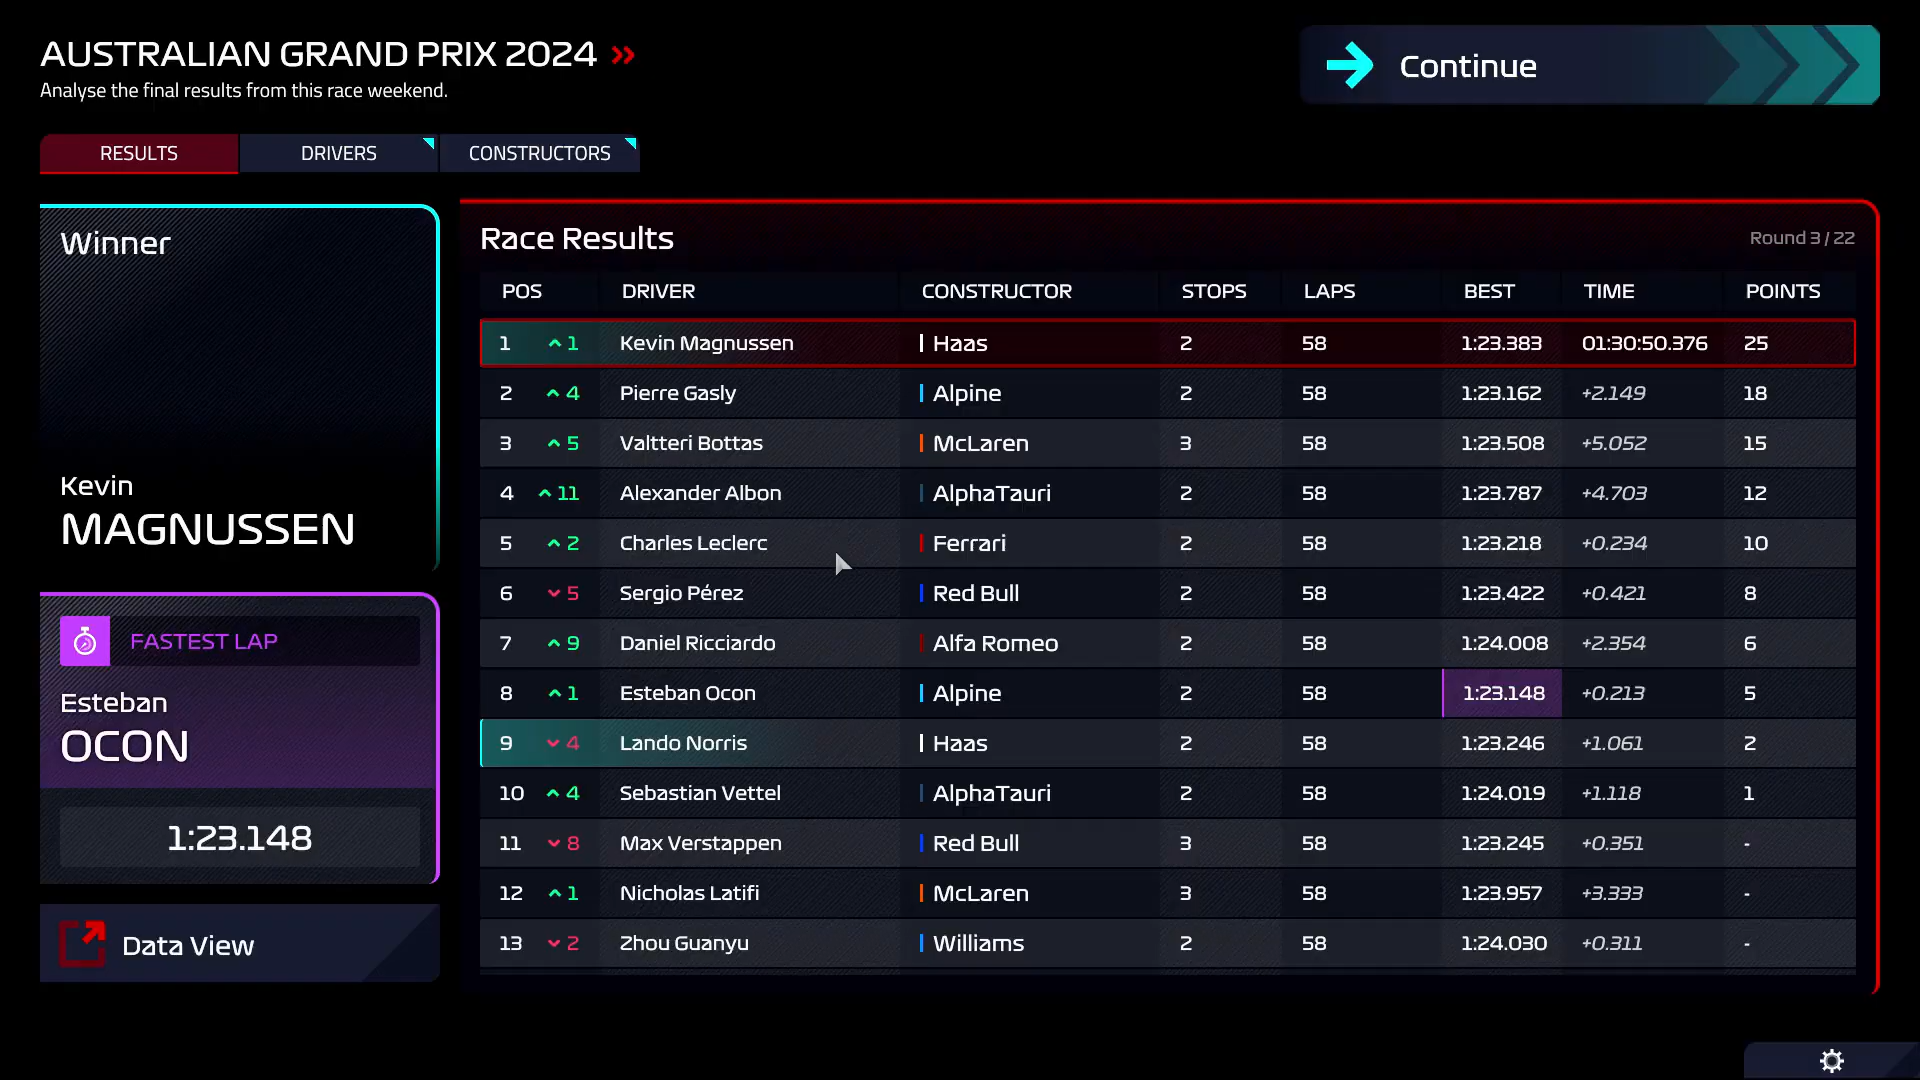 AUSTRALIAN GRAND PRIX 2024
Analyse the final results from this race weekend.
Continue
RESULTS DRIVERS CONSTRUCTORS
Winner
Kevin
MAGNUSSEN
FASTEST LAP
Esteban
OCON
1:23.148
Data View
Race Results Round 3 / 22
POS DRIVER CONSTRUCTOR STOPS LAPS BEST TIME POINTS
1 1 Kevin Magnussen Haas 2 58 1:23.383 01:30:50.376 25
2 4 Pierre Gasly Alpine 2 58 1:23.162 +2.149 18
3 5 Valtteri Bottas McLaren 3 58 1:23.508 +5.052 15
4 11 Alexander Albon AlphaTauri 2 58 1:23.787 +4.703 12
5 2 Charles Leclerc Ferrari 2 58 1:23.218 +0.234 10
6 5 Sergio Pérez Red Bull 2 58 1:23.422 +0.421 8
7 9 Daniel Ricciardo Alfa Romeo 2 58 1:24.008 +2.354 6
8 1 Esteban Ocon Alpine 2 58 1:23.148 +0.213 5
9 4 Lando Norris Haas 2 58 1:23.246 +1.061 2
10 4 Sebastian Vettel AlphaTauri 2 58 1:24.019 +1.118 1
11 8 Max Verstappen Red Bull 3 58 1:23.245 +0.351 -
12 1 Nicholas Latifi McLaren 3 58 1:23.957 +3.333 -
13 2 Zhou Guanyu Williams 2 58 1:24.030 +0.311 -